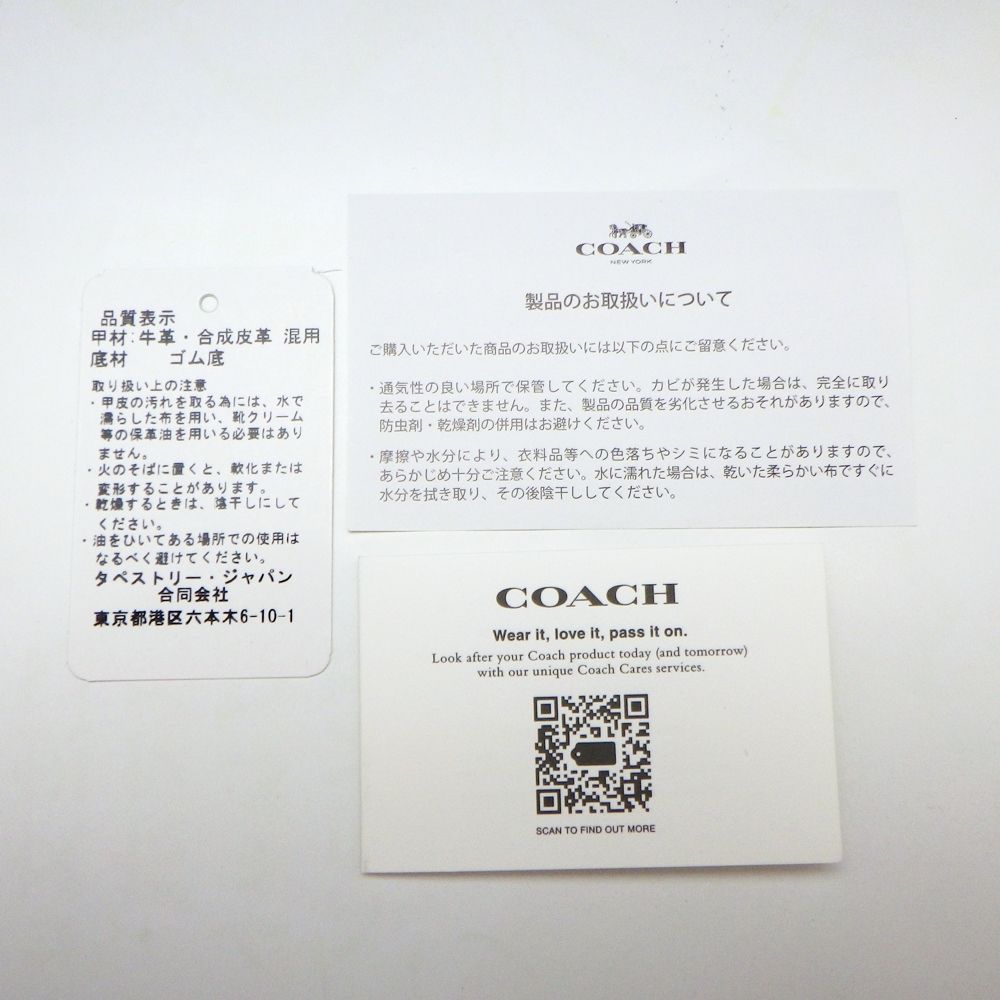 品質表示
甲材:牛革・合成皮革 混用
底材 ゴム底
取り扱い上の注意
・甲皮の汚れを取る為には、水で
濡らした布を用い、靴クリーム
等の保革油を用いる必要はあり
ません。
・火のそばに置くと、軟化または
変形することがあります。
・乾燥するときは、陰干しにして
ください。
・油をひいてある場所での使用は
なるべく避けてください。
タペストリー・ジャパン
合同会社
東京都港区六本木6-10-1
COACH
NEW YORK
製品のお取扱いについて
ご購入いただいた商品のお取扱いには以下の点にご留意ください。
・通気性の良い場所で保管してください。カビが発生した場合は、完全に取り
去ることはできません。また、製品の品質を劣化させるおそれがありますので、
防虫剤・乾燥剤の併用はお避けください。
・摩擦や水分により、衣料品等への色落ちやシミになることがありますので、
あらかじめ十分ご注意ください。水に濡れた場合は、乾いた柔らかい布ですぐに
水分を拭き取り、その後陰干ししてください。
COACH
Wear it, love it, pass it on.
Look after your Coach product today (and tomorrow)
with our unique Coach Cares services.
SCAN TO FIND OUT MORE